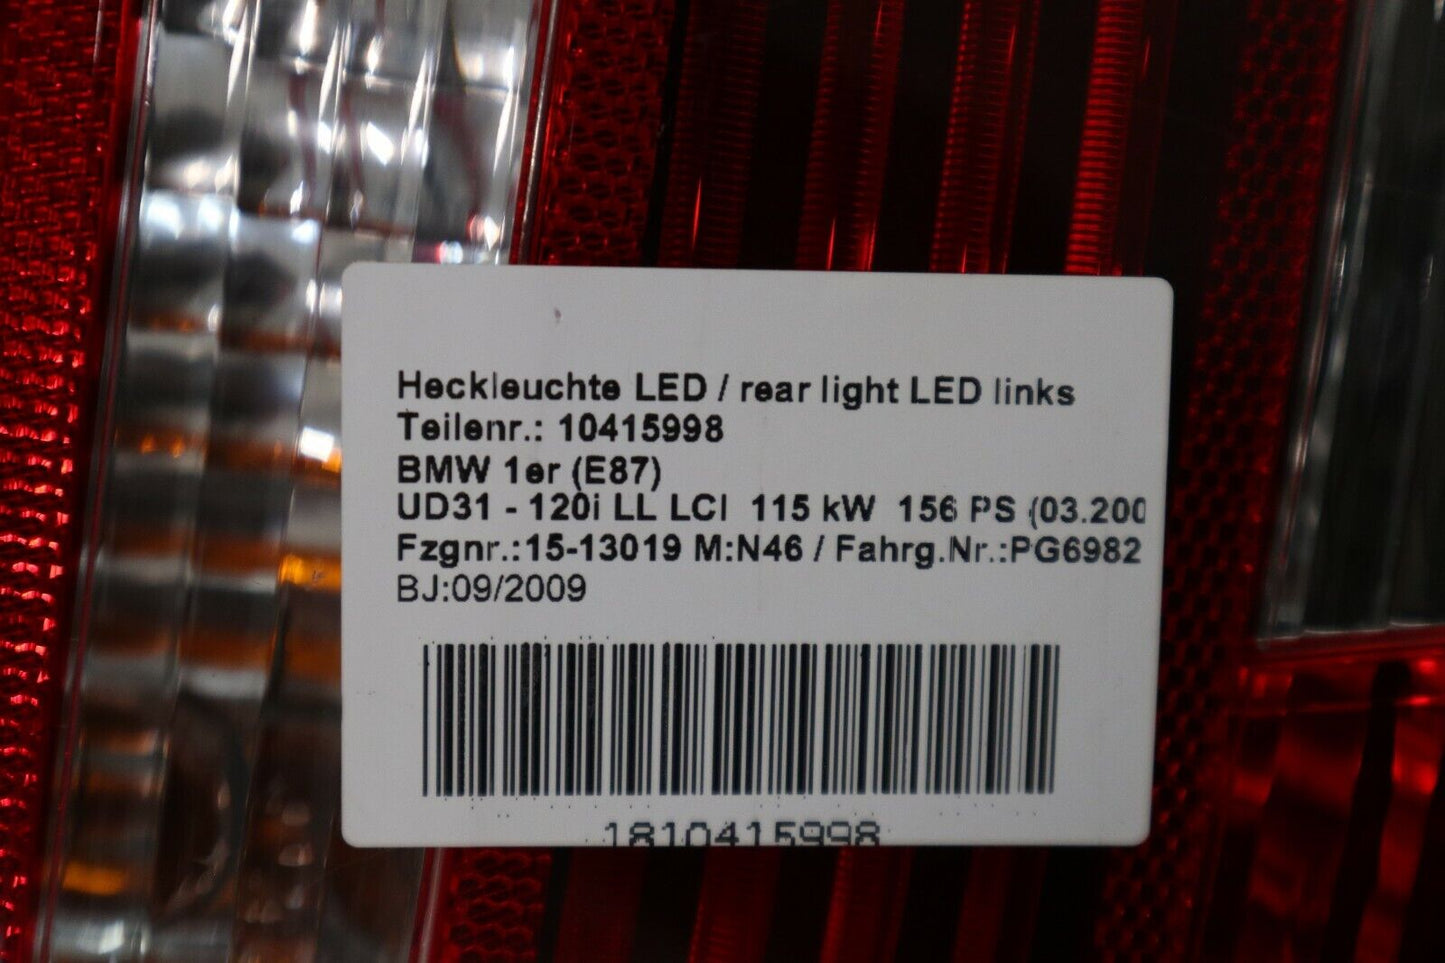 Heckleuchte LED / rear light LED links
Teilenr.: 10415998
BMW 1er (E87)
UD31 - 120i LL LCI 115 kW 156 PS (03.200
Fzgnr.:15-13019 M:N46 / Fahrg.Nr.:PG6982
BJ:09/2009
1810415998